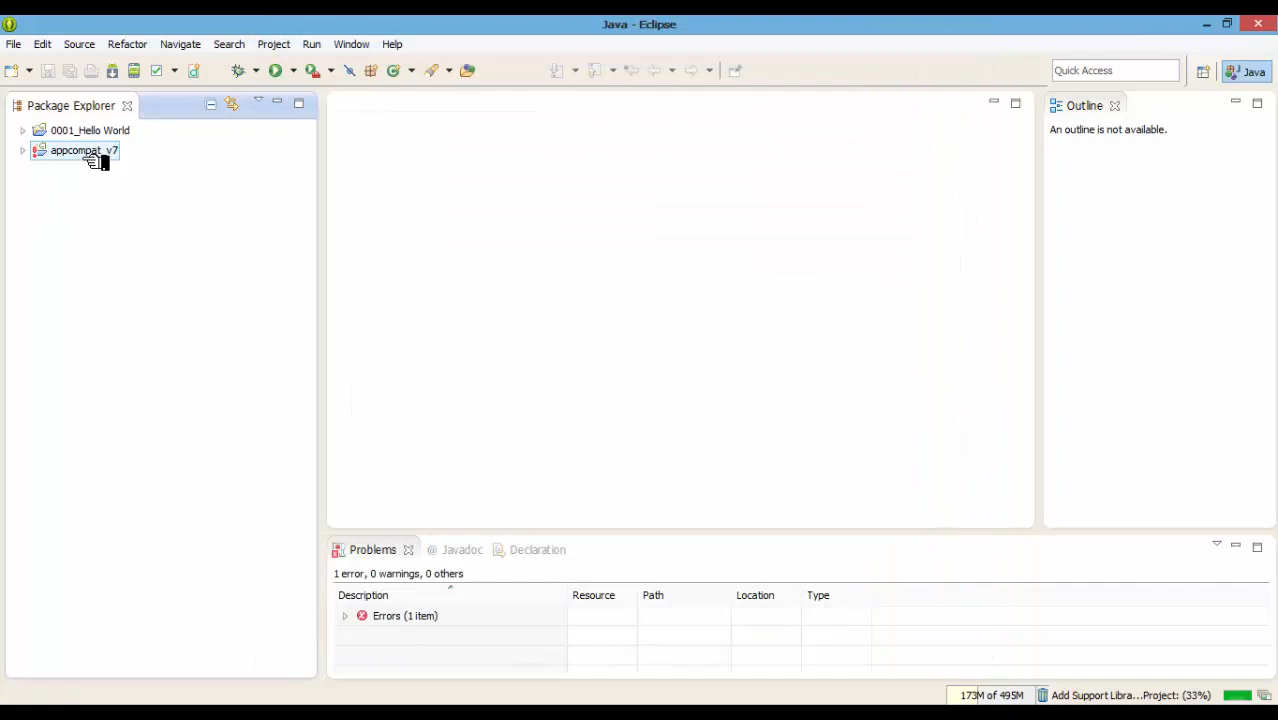 Java - Eclipse
File Edit Source Refactor Navigate Search Project Run Window Help
Quick Access
Java
Package Explorer
0001_Hello World
appcompat_v7
Outline
An outline is not available.
Problems @ Javadoc Declaration
1 error, 0 warnings, 0 others
Description Resource Path Location Type
Errors (1 item)
173M of 495M Add Support Libra...Project: (33%)